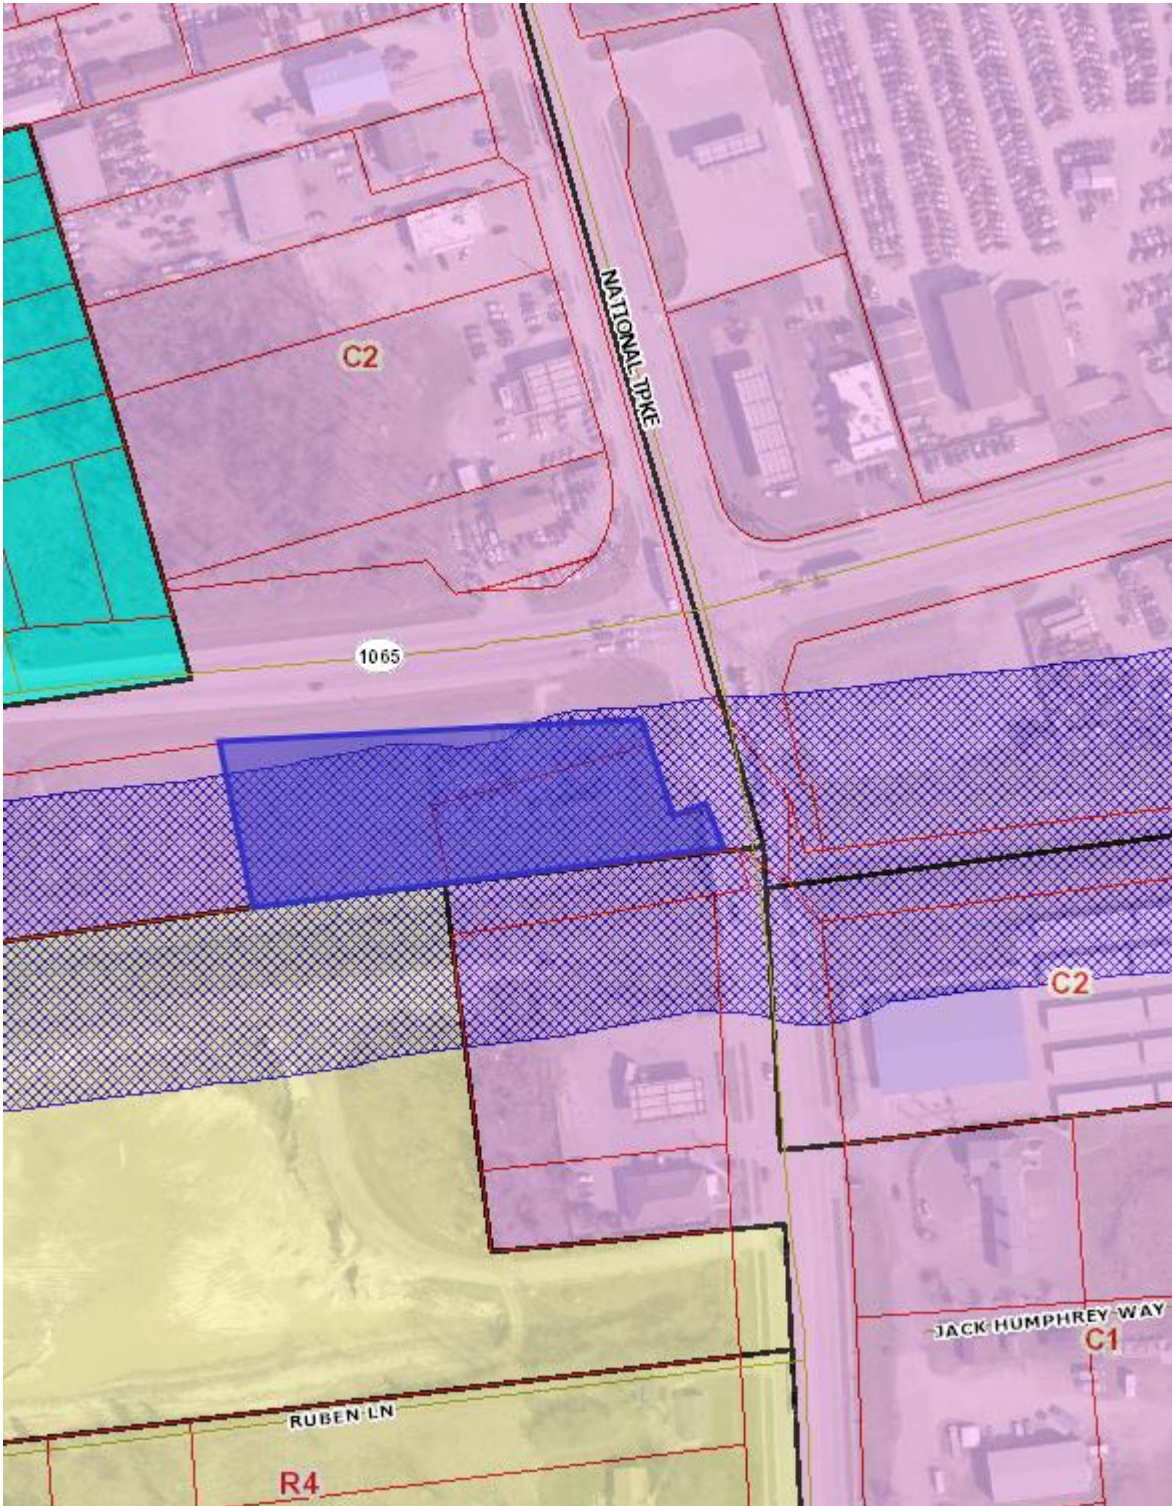 NATIONAL TPKE
C2
1065
C2
JACK HUMPHREY WAY
C1
RUBEN LN
R4